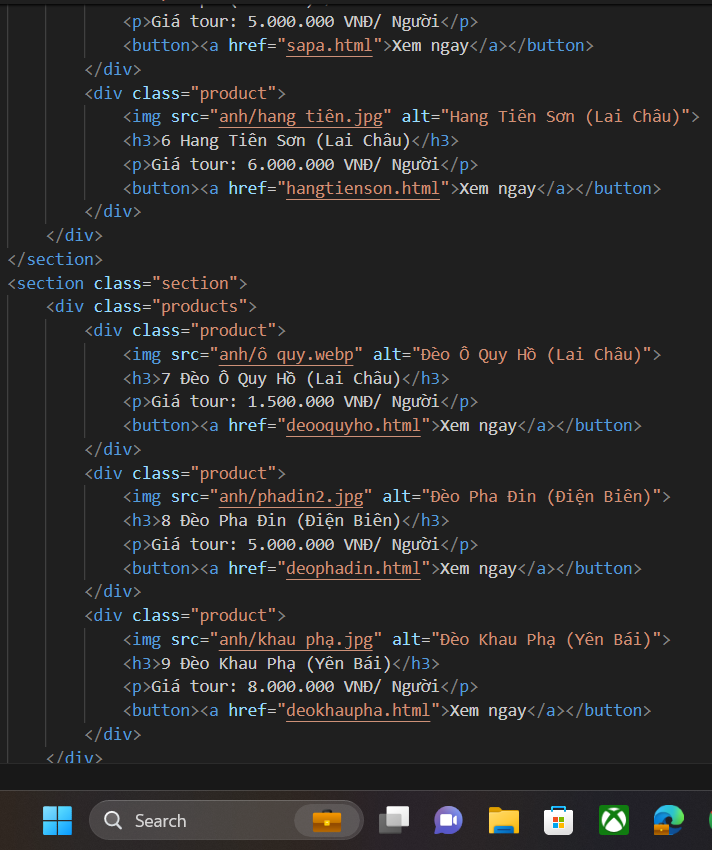 <p>Giá tour: 5.000.000 VNĐ/ Người</p>
<button><a href="sapa.html">Xem ngay</a></button>
</div>
<div class="product">
<img src="anh/hang tiên.jpg" alt="Hang Tiên Sơn (Lai Châu)">
<h3>6 Hang Tiên Sơn (Lai Châu)</h3>
<p>Giá tour: 6.000.000 VNĐ/ Người</p>
<button><a href="hangtienson.html">Xem ngay</a></button>
</div>
</div>
</section>
<section class="section">
<div class="products">
<div class="product">
<img src="anh/ô quy.webp" alt="Đèo Ô Quy Hồ (Lai Châu)">
<h3>7 Đèo Ô Quy Hồ (Lai Châu)</h3>
<p>Giá tour: 1.500.000 VNĐ/ Người</p>
<button><a href="deooquyho.html">Xem ngay</a></button>
</div>
<div class="product">
<img src="anh/phadin2.jpg" alt="Đèo Pha Đin (Điện Biên)">
<h3>8 Đèo Pha Đin (Điện Biên)</h3>
<p>Giá tour: 5.000.000 VNĐ/ Người</p>
<button><a href="deophadin.html">Xem ngay</a></button>
</div>
<div class="product">
<img src="anh/khau phạ.jpg" alt="Đèo Khau Phạ (Yên Bái)">
<h3>9 Đèo Khau Phạ (Yên Bái)</h3>
<p>Giá tour: 8.000.000 VNĐ/ Người</p>
<button><a href="deokhaupha.html">Xem ngay</a></button>
</div>
</div>
Search